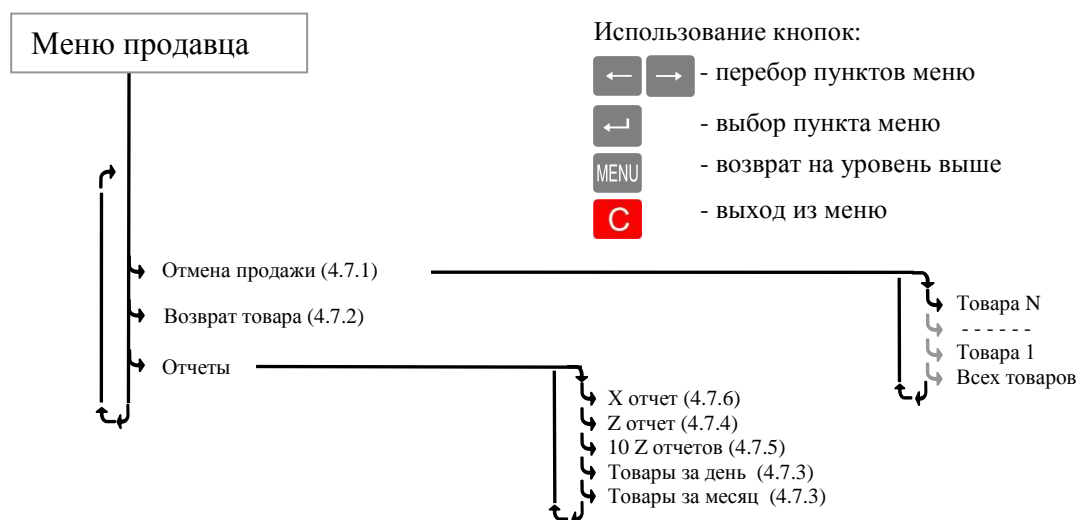 Меню продавца
Использование кнопок:
← → - перебор пунктов меню
↵ - выбор пункта меню
MENU - возврат на уровень выше
C - выход из меню
Отмена продажи (4.7.1)
Возврат товара (4.7.2)
Отчеты
Товара N
- - - - - -
Товара 1
Всех товаров
X отчет (4.7.6)
Z отчет (4.7.4)
10 Z отчетов (4.7.5)
Товары за день (4.7.3)
Товары за месяц (4.7.3)